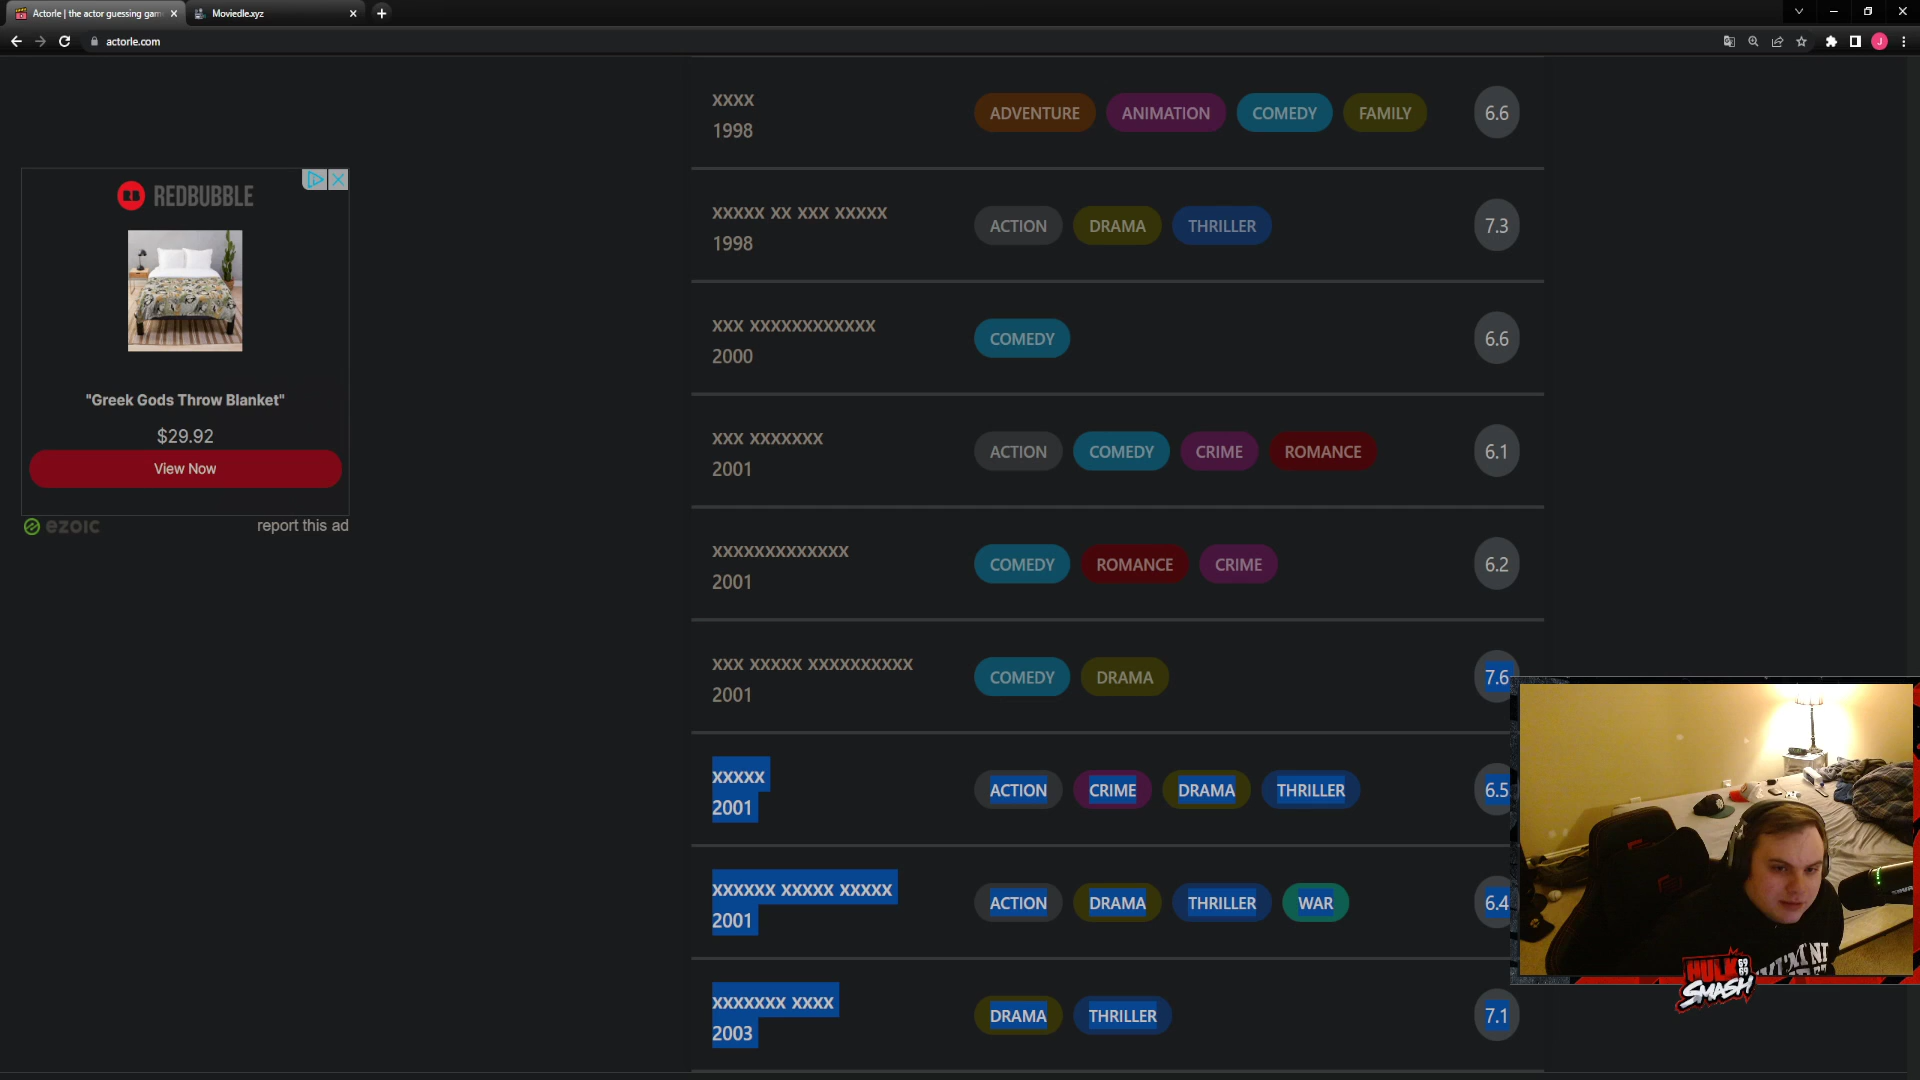 Actorle | the actor guessing gam
Moviedle.xyz
actorle.com
J
XXXX
1998
ADVENTURE
ANIMATION
COMEDY
FAMILY
6.6
XXXXX XX XXX XXXXX
1998
ACTION
DRAMA
THRILLER
7.3
XXX XXXXXXXXXXXX
2000
COMEDY
6.6
XXX XXXXXXX
2001
ACTION
COMEDY
CRIME
ROMANCE
6.1
XXXXXXXXXXXXX
2001
COMEDY
ROMANCE
CRIME
6.2
XXX XXXXX XXXXXXXXXX
2001
COMEDY
DRAMA
7.6
XXXXX
2001
ACTION
CRIME
DRAMA
THRILLER
6.5
XXXXXX XXXXX XXXXX
2001
ACTION
DRAMA
THRILLER
WAR
6.4
XXXXXXX XXXX
2003
DRAMA
THRILLER
7.1
RB REDBUBBLE
"Greek Gods Throw Blanket"
$29.92
View Now
ezoic
report this ad
HULK
6969
SMASH